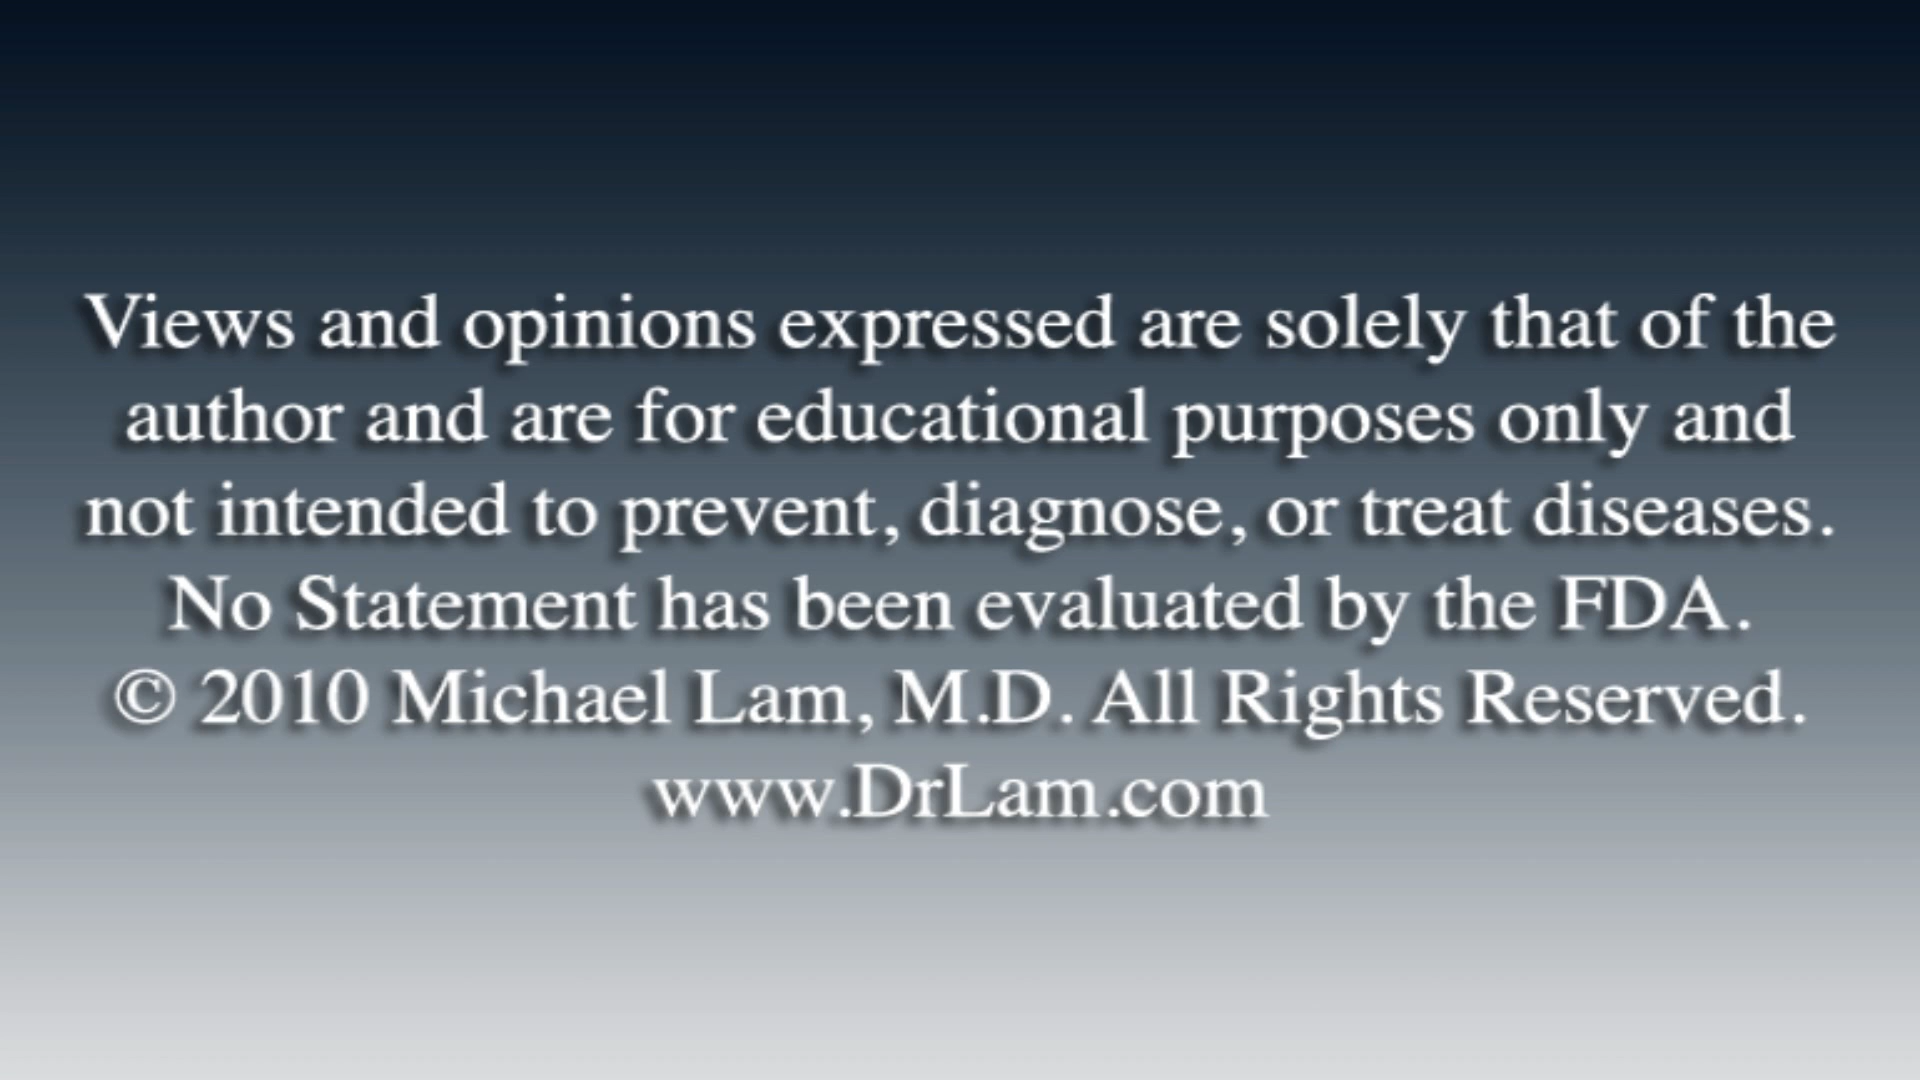 Views and opinions expressed are solely that of the
author and are for educational purposes only and
not intended to prevent, diagnose, or treat diseases.
No Statement has been evaluated by the FDA.
© 2010 Michael Lam, M.D. All Rights Reserved.
www.DrLam.com